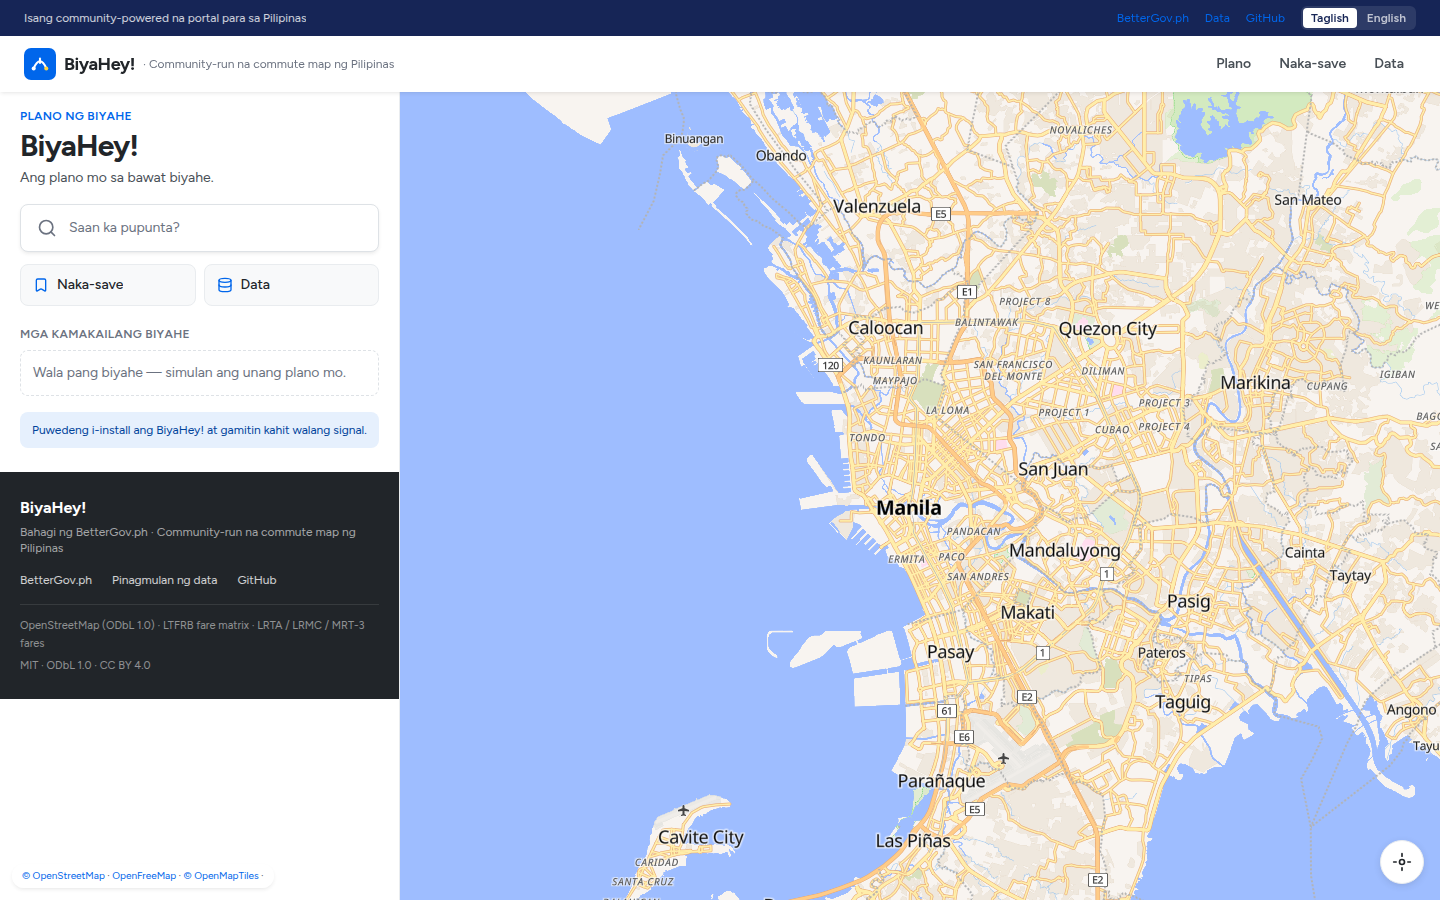 Isang community-powered na portal para sa Pilipinas
BetterGov.ph
Data
GitHub
Taglish
English
BiyaHey!
· Community-run na commute map ng Pilipinas
Plano
Naka-save
Data
PLANO NG BIYAHE
BiyaHey!
Ang plano mo sa bawat biyahe.
Saan ka pupunta?
Naka-save
Data
MGA KAMAKAILANG BIYAHE
Wala pang biyahe — simulan ang unang plano mo.
Puwedeng i-install ang BiyaHey! at gamitin kahit walang signal.
BiyaHey!
Bahagi ng BetterGov.ph · Community-run na commute map ng
Pilipinas
BetterGov.ph
Pinagmulan ng data
GitHub
OpenStreetMap (ODbL 1.0) · LTFRB fare matrix · LRTA / LRMC / MRT-3
fares
MIT · ODbL 1.0 · CC BY 4.0
© OpenStreetMap · OpenFreeMap · © OpenMapTiles ·
NOVALICHES
Binuangan
Obando
San Mateo
Valenzuela
E5
E1
PROJECT 8
BALINTAWAK
Caloocan
Quezon City
120
KAUNLARAN
SAN FRANCISCO
DEL MONTE
DILIMAN
IGIBAN
MAYPAJO
Marikina
CUPANG
LA LOMA
PROJECT 1
PROJECT 3
CUBAO
PROJECT 4
TONDO
San Juan
Manila
PANDACAN
ERMITA
PACO
Mandaluyong
Cainta
SAN ANDRES
1
Taytay
Makati
Pasig
Pasay
1
Pateros
TIPAS
E2
Taguig
61
Angono
E6
Parañaque
E5
Cavite City
Las Piñas
CARIDAD
SANTA CRUZ
E2